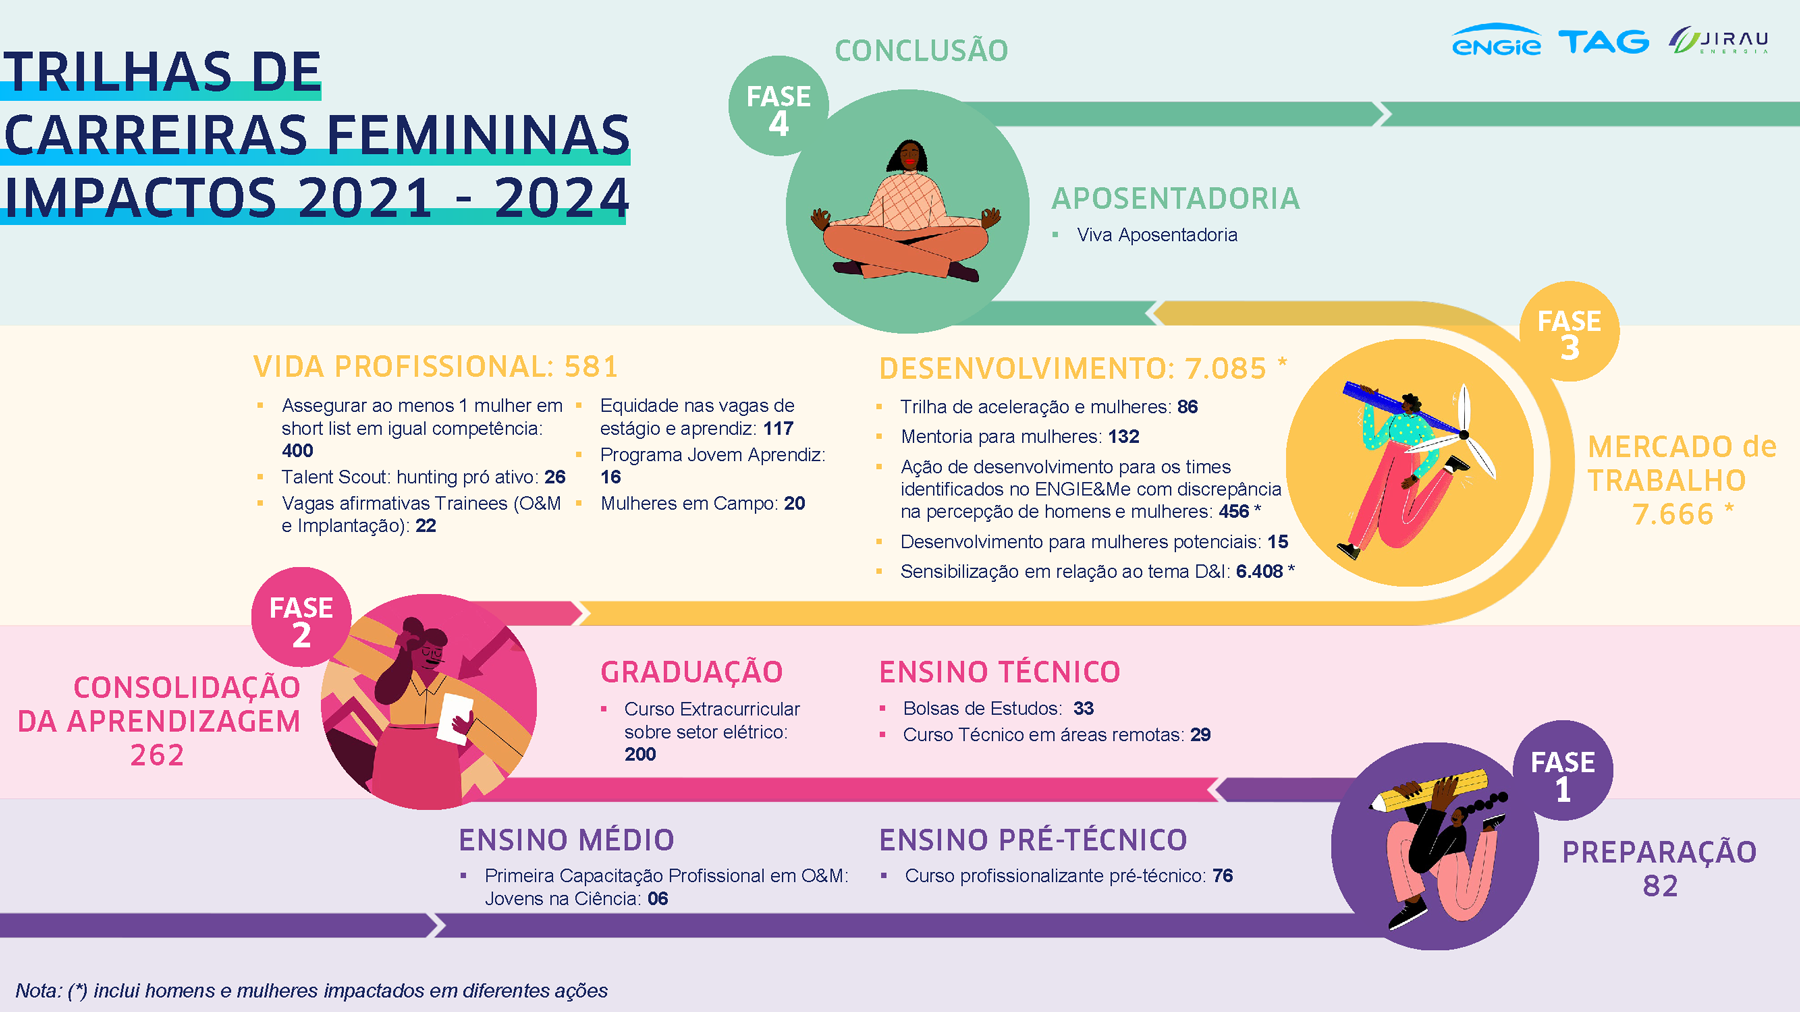 TRILHAS DE
CARREIRAS FEMININAS
IMPACTOS 2021 - 2024
CONCLUSÃO
FASE
4
ENGIE TAG JIRAU
ENERGIA
APOSENTADORIA
▪ Viva Aposentadoria
FASE
3
MERCADO de
TRABALHO
7.666 *
VIDA PROFISSIONAL: 581
▪ Assegurar ao menos 1 mulher em
short list em igual competência:
400
▪ Talent Scout: hunting pró ativo: 26
▪ Vagas afirmativas Trainees (O&M
e Implantação): 22
▪ Equidade nas vagas de
estágio e aprendiz: 117
▪ Programa Jovem Aprendiz:
16
▪ Mulheres em Campo: 20
DESENVOLVIMENTO: 7.085 *
▪ Trilha de aceleração e mulheres: 86
▪ Mentoria para mulheres: 132
▪ Ação de desenvolvimento para os times
identificados no ENGIE&Me com discrepância
na percepção de homens e mulheres: 456 *
▪ Desenvolvimento para mulheres potenciais: 15
▪ Sensibilização em relação ao tema D&I: 6.408 *
FASE
2
CONSOLIDAÇÃO
DA APRENDIZAGEM
262
GRADUAÇÃO
▪ Curso Extracurricular
sobre setor elétrico:
200
ENSINO TÉCNICO
▪ Bolsas de Estudos: 33
▪ Curso Técnico em áreas remotas: 29
FASE
1
PREPARAÇÃO
82
ENSINO MÉDIO
▪ Primeira Capacitação Profissional em O&M:
Jovens na Ciência: 06
ENSINO PRÉ-TÉCNICO
▪ Curso profissionalizante pré-técnico: 76
Nota: (*) inclui homens e mulheres impactados em diferentes ações